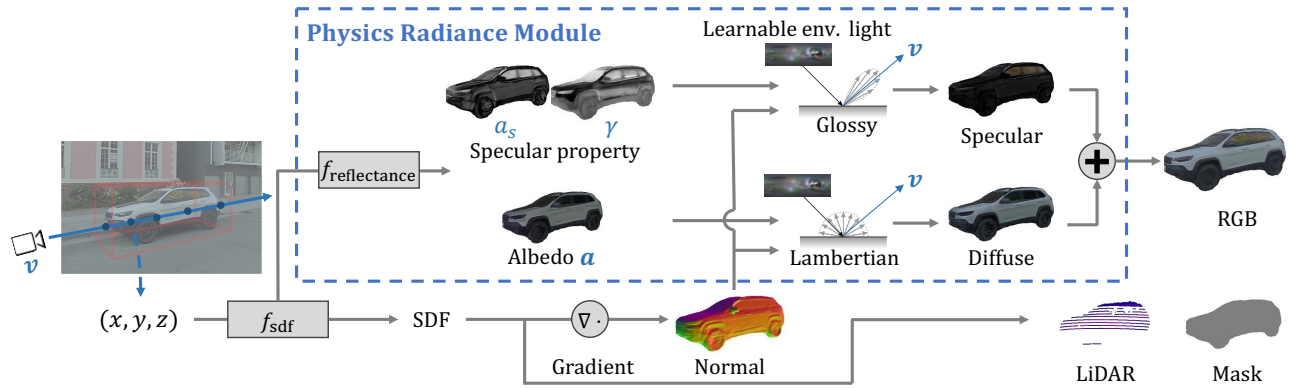 Physics Radiance Module
Learnable env. light
v
a_s
γ
Specular property
Glossy
Specular
f_reflectance
v
RGB
v
Albedo a
Lambertian
Diffuse
(x, y, z)
f_sdf
SDF
∇ ·
Gradient
Normal
LiDAR
Mask